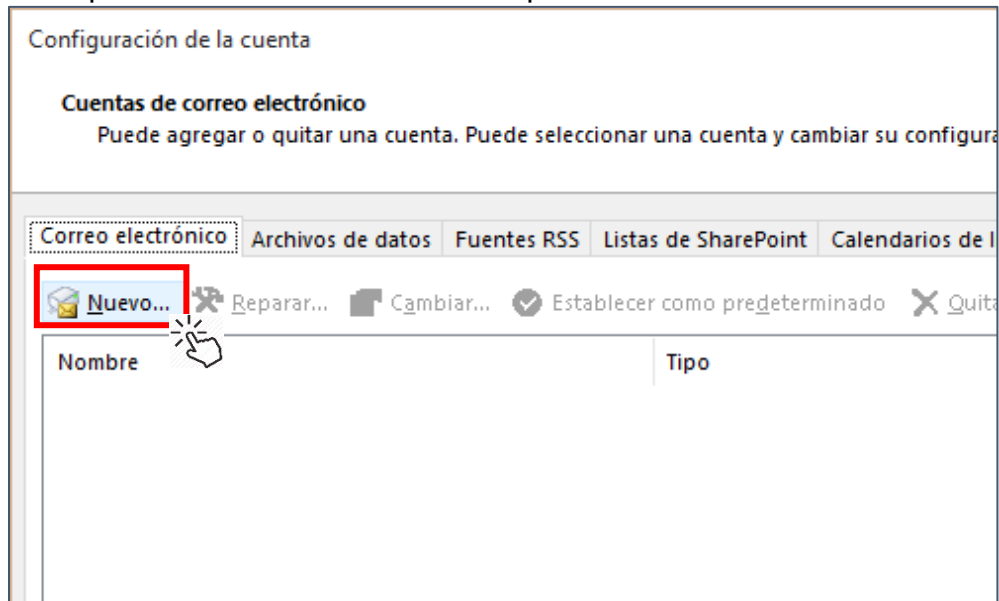 Configuración de la cuenta
Cuentas de correo electrónico
Puede agregar o quitar una cuenta. Puede seleccionar una cuenta y cambiar su configura
Correo electrónico Archivos de datos Fuentes RSS Listas de SharePoint Calendarios de I
Nuevo... Reparar... Cambiar... Establecer como predeterminado Quita
Nombre Tipo